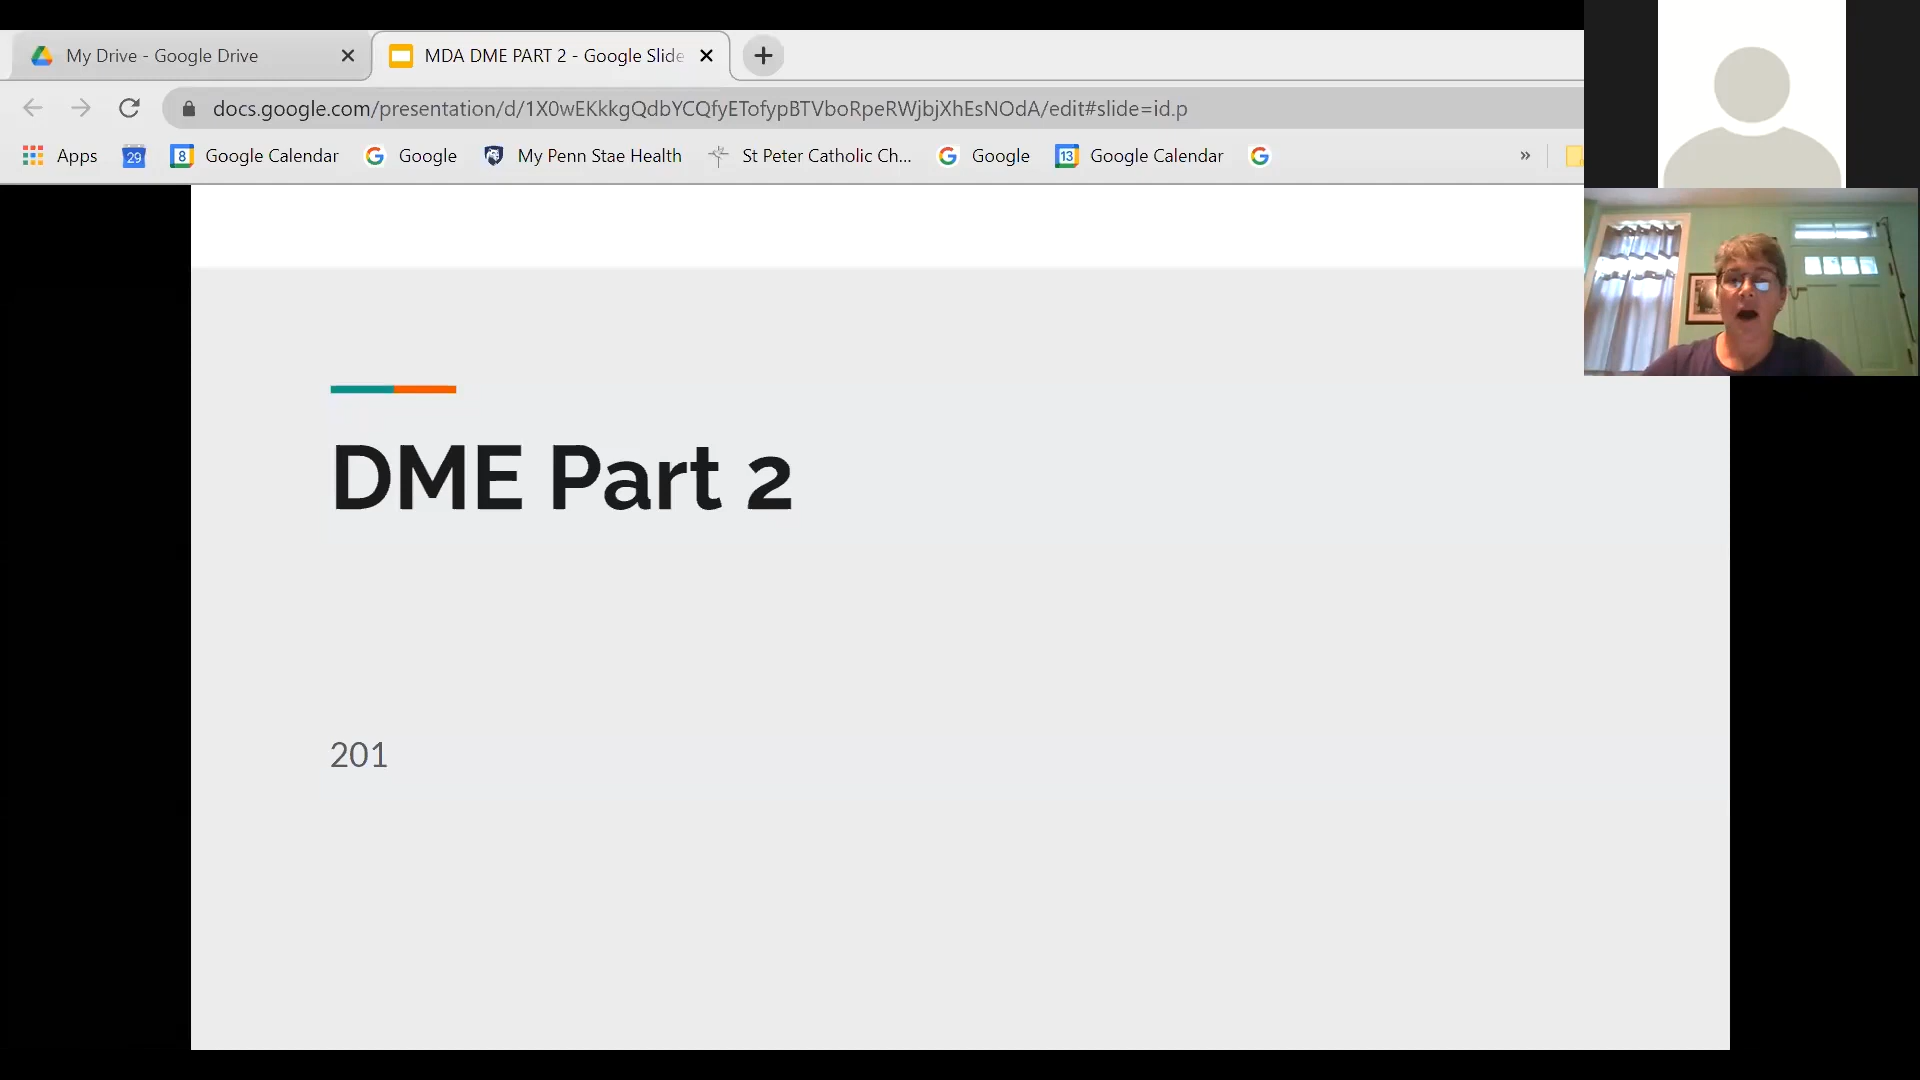 My Drive - Google Drive
MDA DME PART 2 - Google Slide
docs.google.com/presentation/d/1X0wEKkkgQdbYCQfyETofypBTVboRpeRWjbjXhEsNOdA/edit#slide=id.p
Apps 29 8 Google Calendar Google My Penn Stae Health St Peter Catholic Ch... Google 13 Google Calendar »
DME Part 2
201